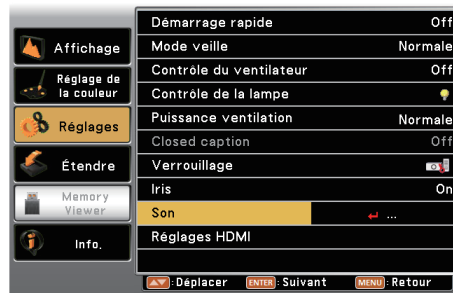 Affichage
Réglage de
la couleur
Réglages
Étendre
Memory
Viewer
Info.
Démarrage rapide Off
Mode veille Normale
Contrôle du ventilateur Off
Contrôle de la lampe
Puissance ventilation Normale
Closed caption Off
Verrouillage
Iris On
Son ...
Réglages HDMI
:Déplacer ENTER :Suivant MENU :Retour